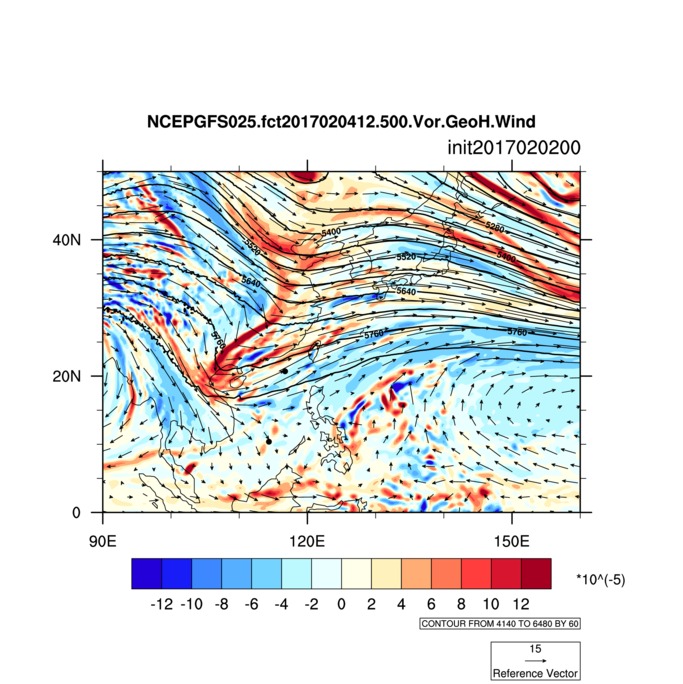 NCEPGFS025.fct2017020412.500.Vor.GeoH.Wind
init2017020200
5280
5400
5400
40N
5520
5520
5640
5640
5760
5760
5760
20N
0
90E 120E 150E
-12 -10 -8 -6 -4 -2 0 2 4 6 8 10 12 *10^(-5)
CONTOUR FROM 4140 TO 6480 BY 60
15
Reference Vector